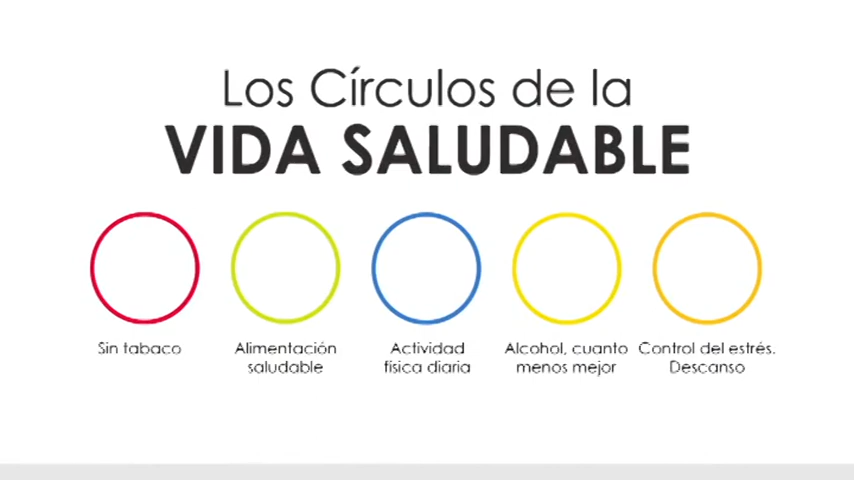 Los Círculos de la
VIDA SALUDABLE
Sin tabaco
Alimentación
saludable
Actividad
física diaria
Alcohol, cuanto
menos mejor
Control del estrés.
Descanso